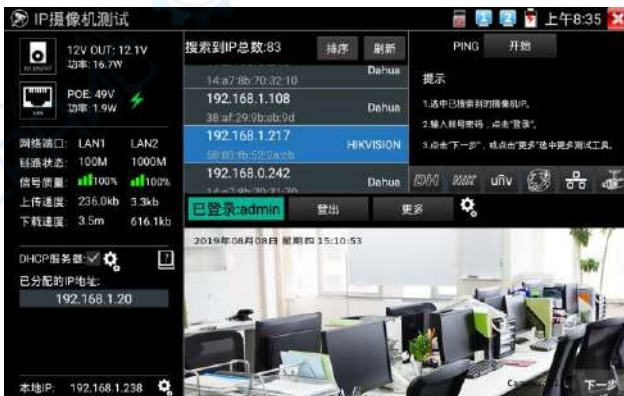 IP摄像机测试
上午8:35
12V OUT: 12.1V
功率: 16.7W
POE: 49V
功率: 1.9W
网络端口: LAN1 LAN2
链路状态: 100M 1000M
信号质量: 100% 100%
上传速度: 236.0kb 3.3kb
下载速度: 3.5m 616.1kb
DHCP服务器:
已分配的IP地址:
192.168.1.20
本地IP: 192.168.1.238
搜索到IP总数:83 排序 刷新
14:a7:8b:70:32:10 Dahua
192.168.1.108
38:af:29:9b:eb:9d Dahua
192.168.1.217
HIKVISION
192.168.0.242
Dahua
已登录:admin 登出 更多
PING 开始
提示
1.选中已搜索到的摄像机IP。
2.输入账号密码,点击"登录"。
3.点击"下一步",或点击"更多"选中更多测试工具。
unv
2019年08月08日 星期四 15:10:53
下一步